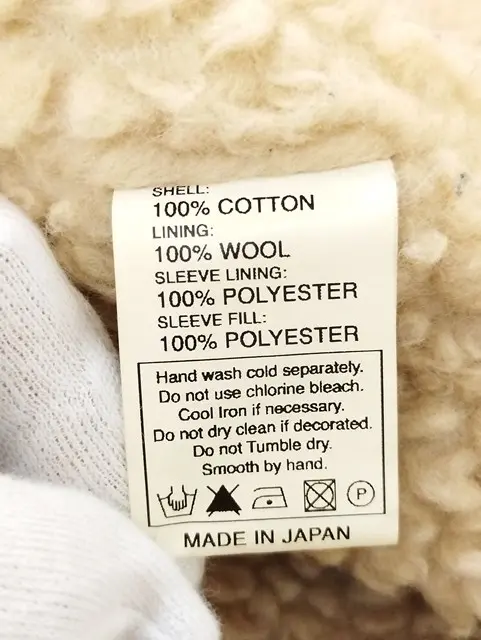 SHELL:
100% COTTON
LINING:
100% WOOL
SLEEVE LINING:
100% POLYESTER
SLEEVE FILL:
100% POLYESTER
Hand wash cold separately.
Do not use chlorine bleach.
Cool Iron if necessary.
Do not dry clean if decorated.
Do not Tumble dry.
Smooth by hand.
P
MADE IN JAPAN